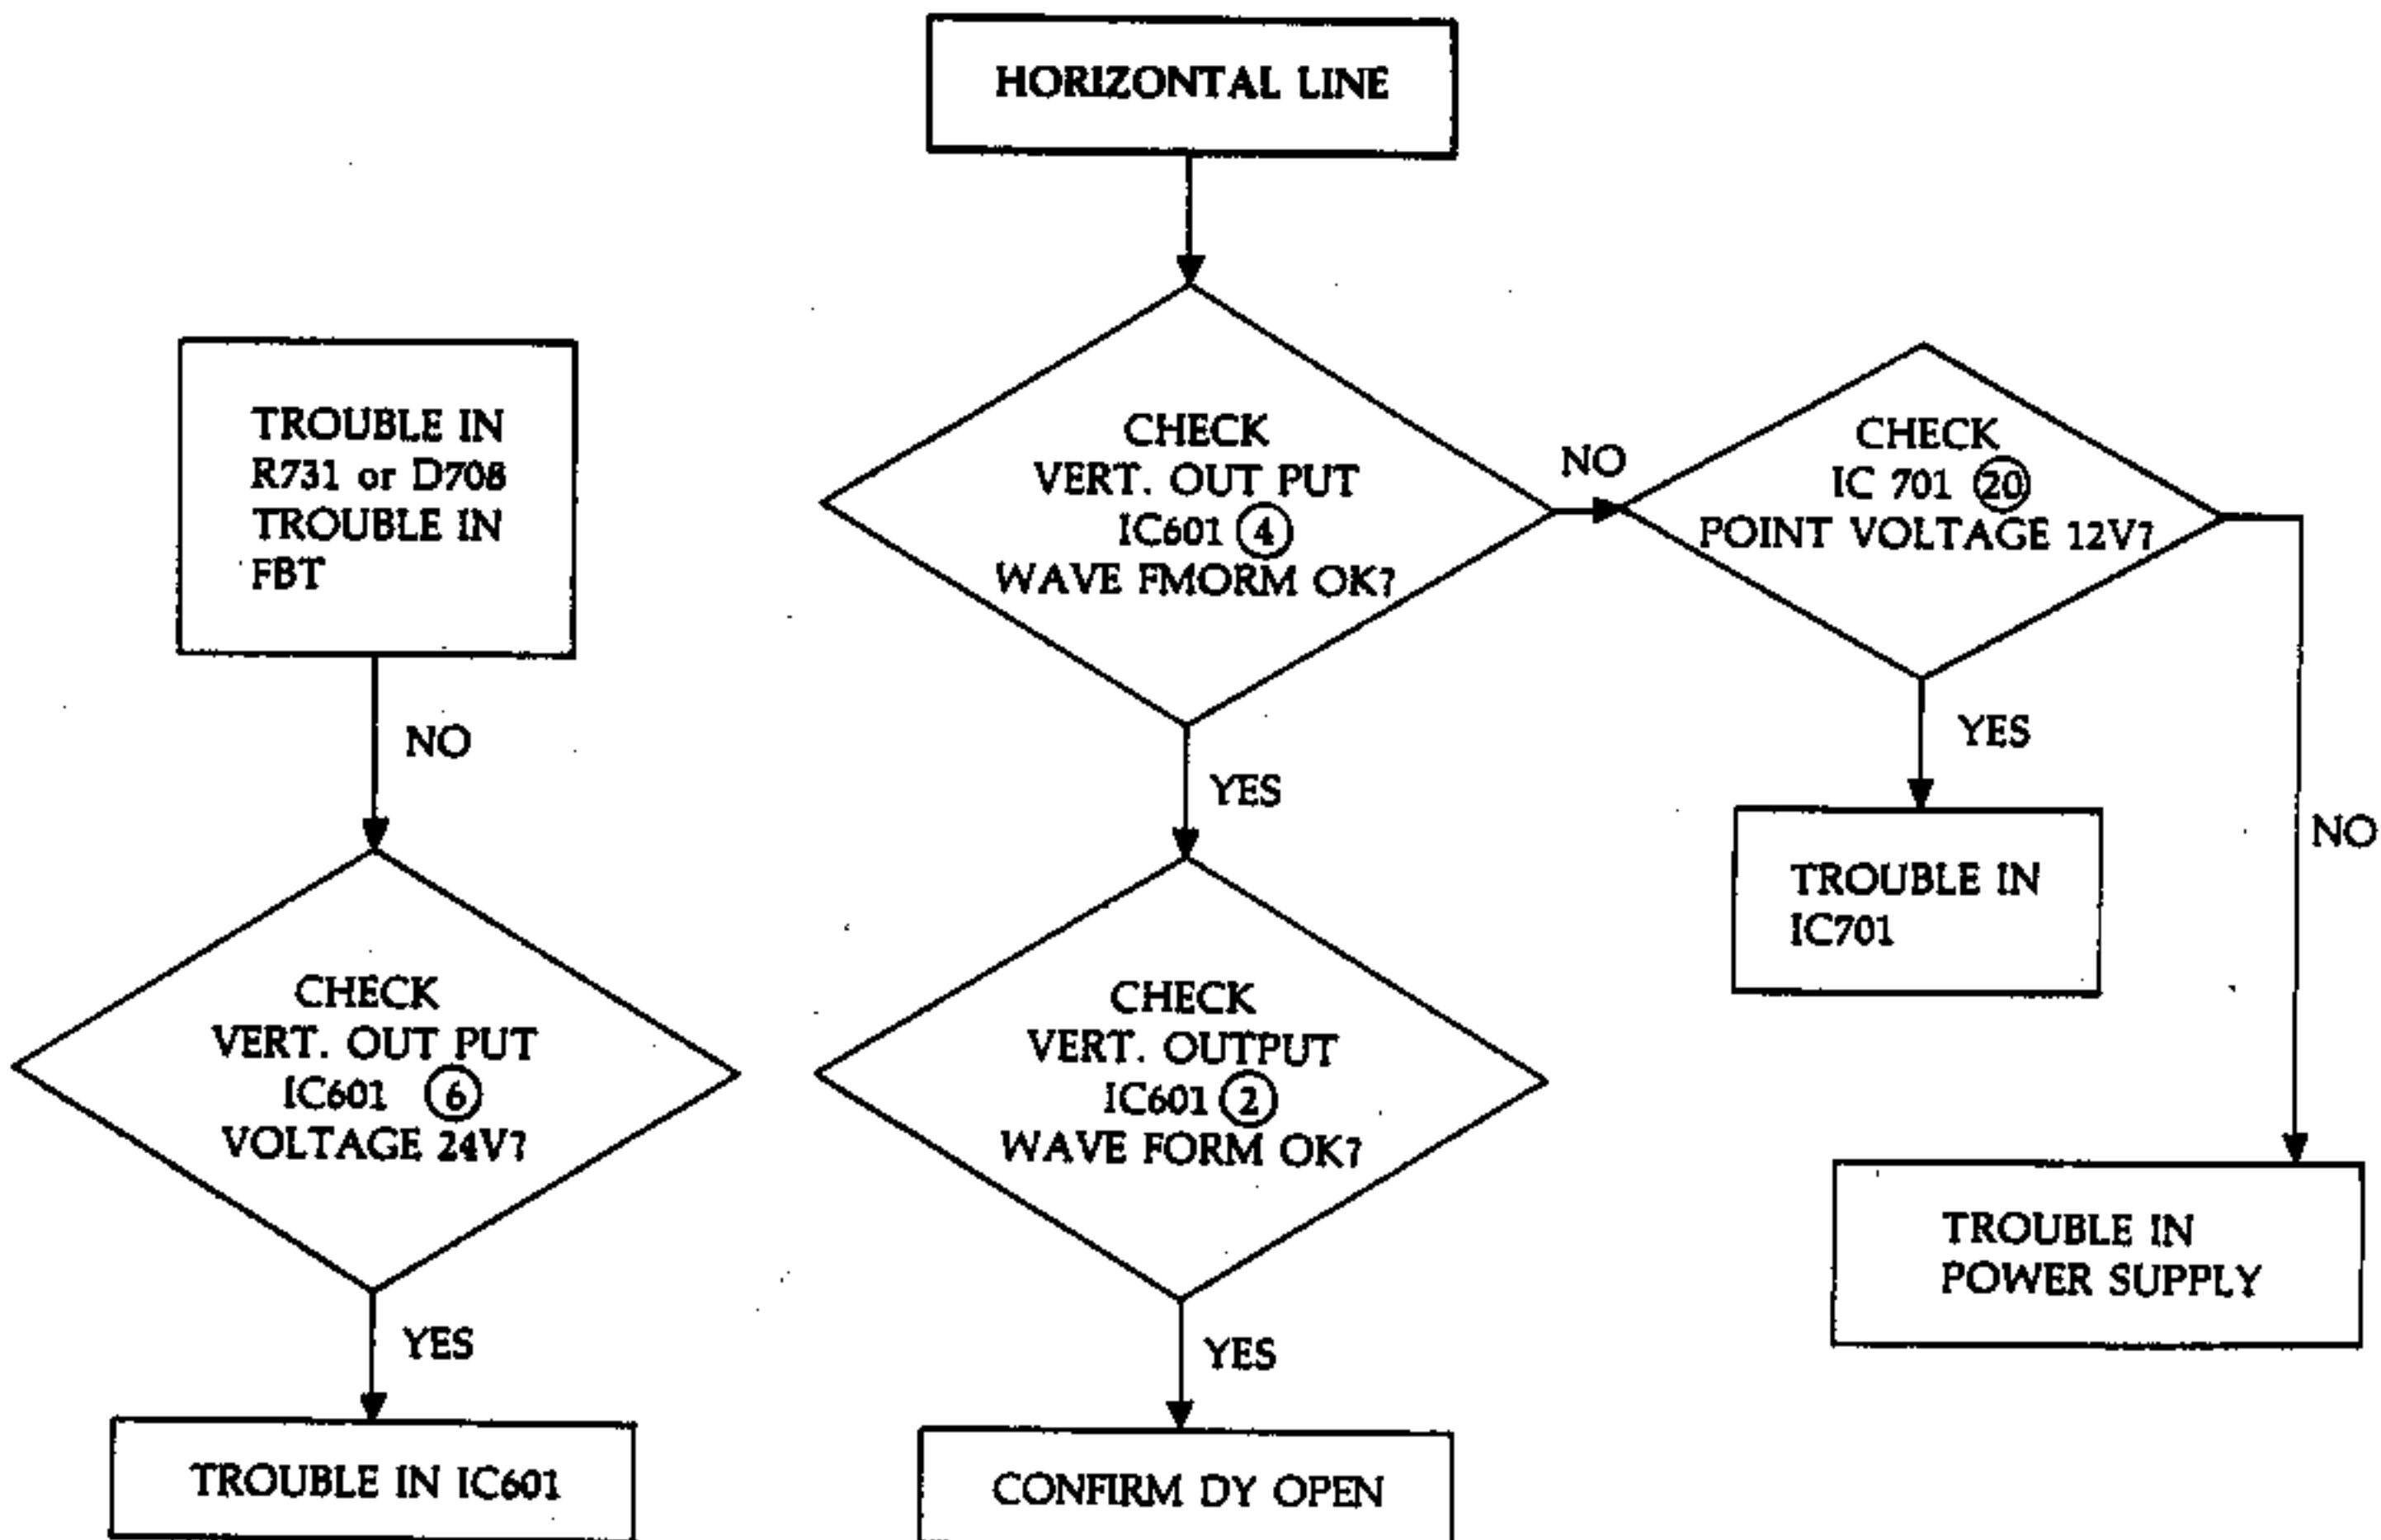 HORIZONTAL LINE
TROUBLE IN
R731 or D708
TROUBLE IN
FBT
NO
CHECK
VERT. OUT PUT
IC601 ⑥
VOLTAGE 24V?
YES
TROUBLE IN IC601
CHECK
VERT. OUT PUT
IC601 ④
WAVE FMORM OK?
YES
CHECK
VERT. OUTPUT
IC601 ②
WAVE FORM OK?
YES
CONFIRM DY OPEN
NO
CHECK
IC 701 ⑳
POINT VOLTAGE 12V?
YES
TROUBLE IN
IC701
NO
TROUBLE IN
POWER SUPPLY